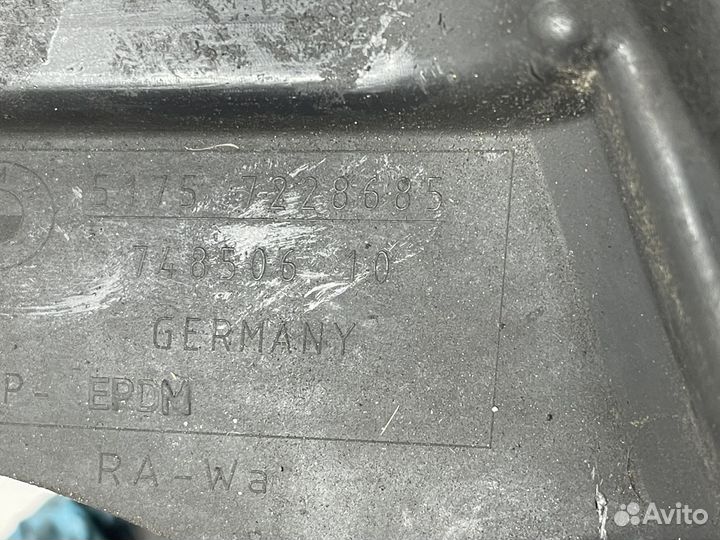 5175 7228685
748506 10
GERMANY
P- EPDM
RA-Wa
Avito